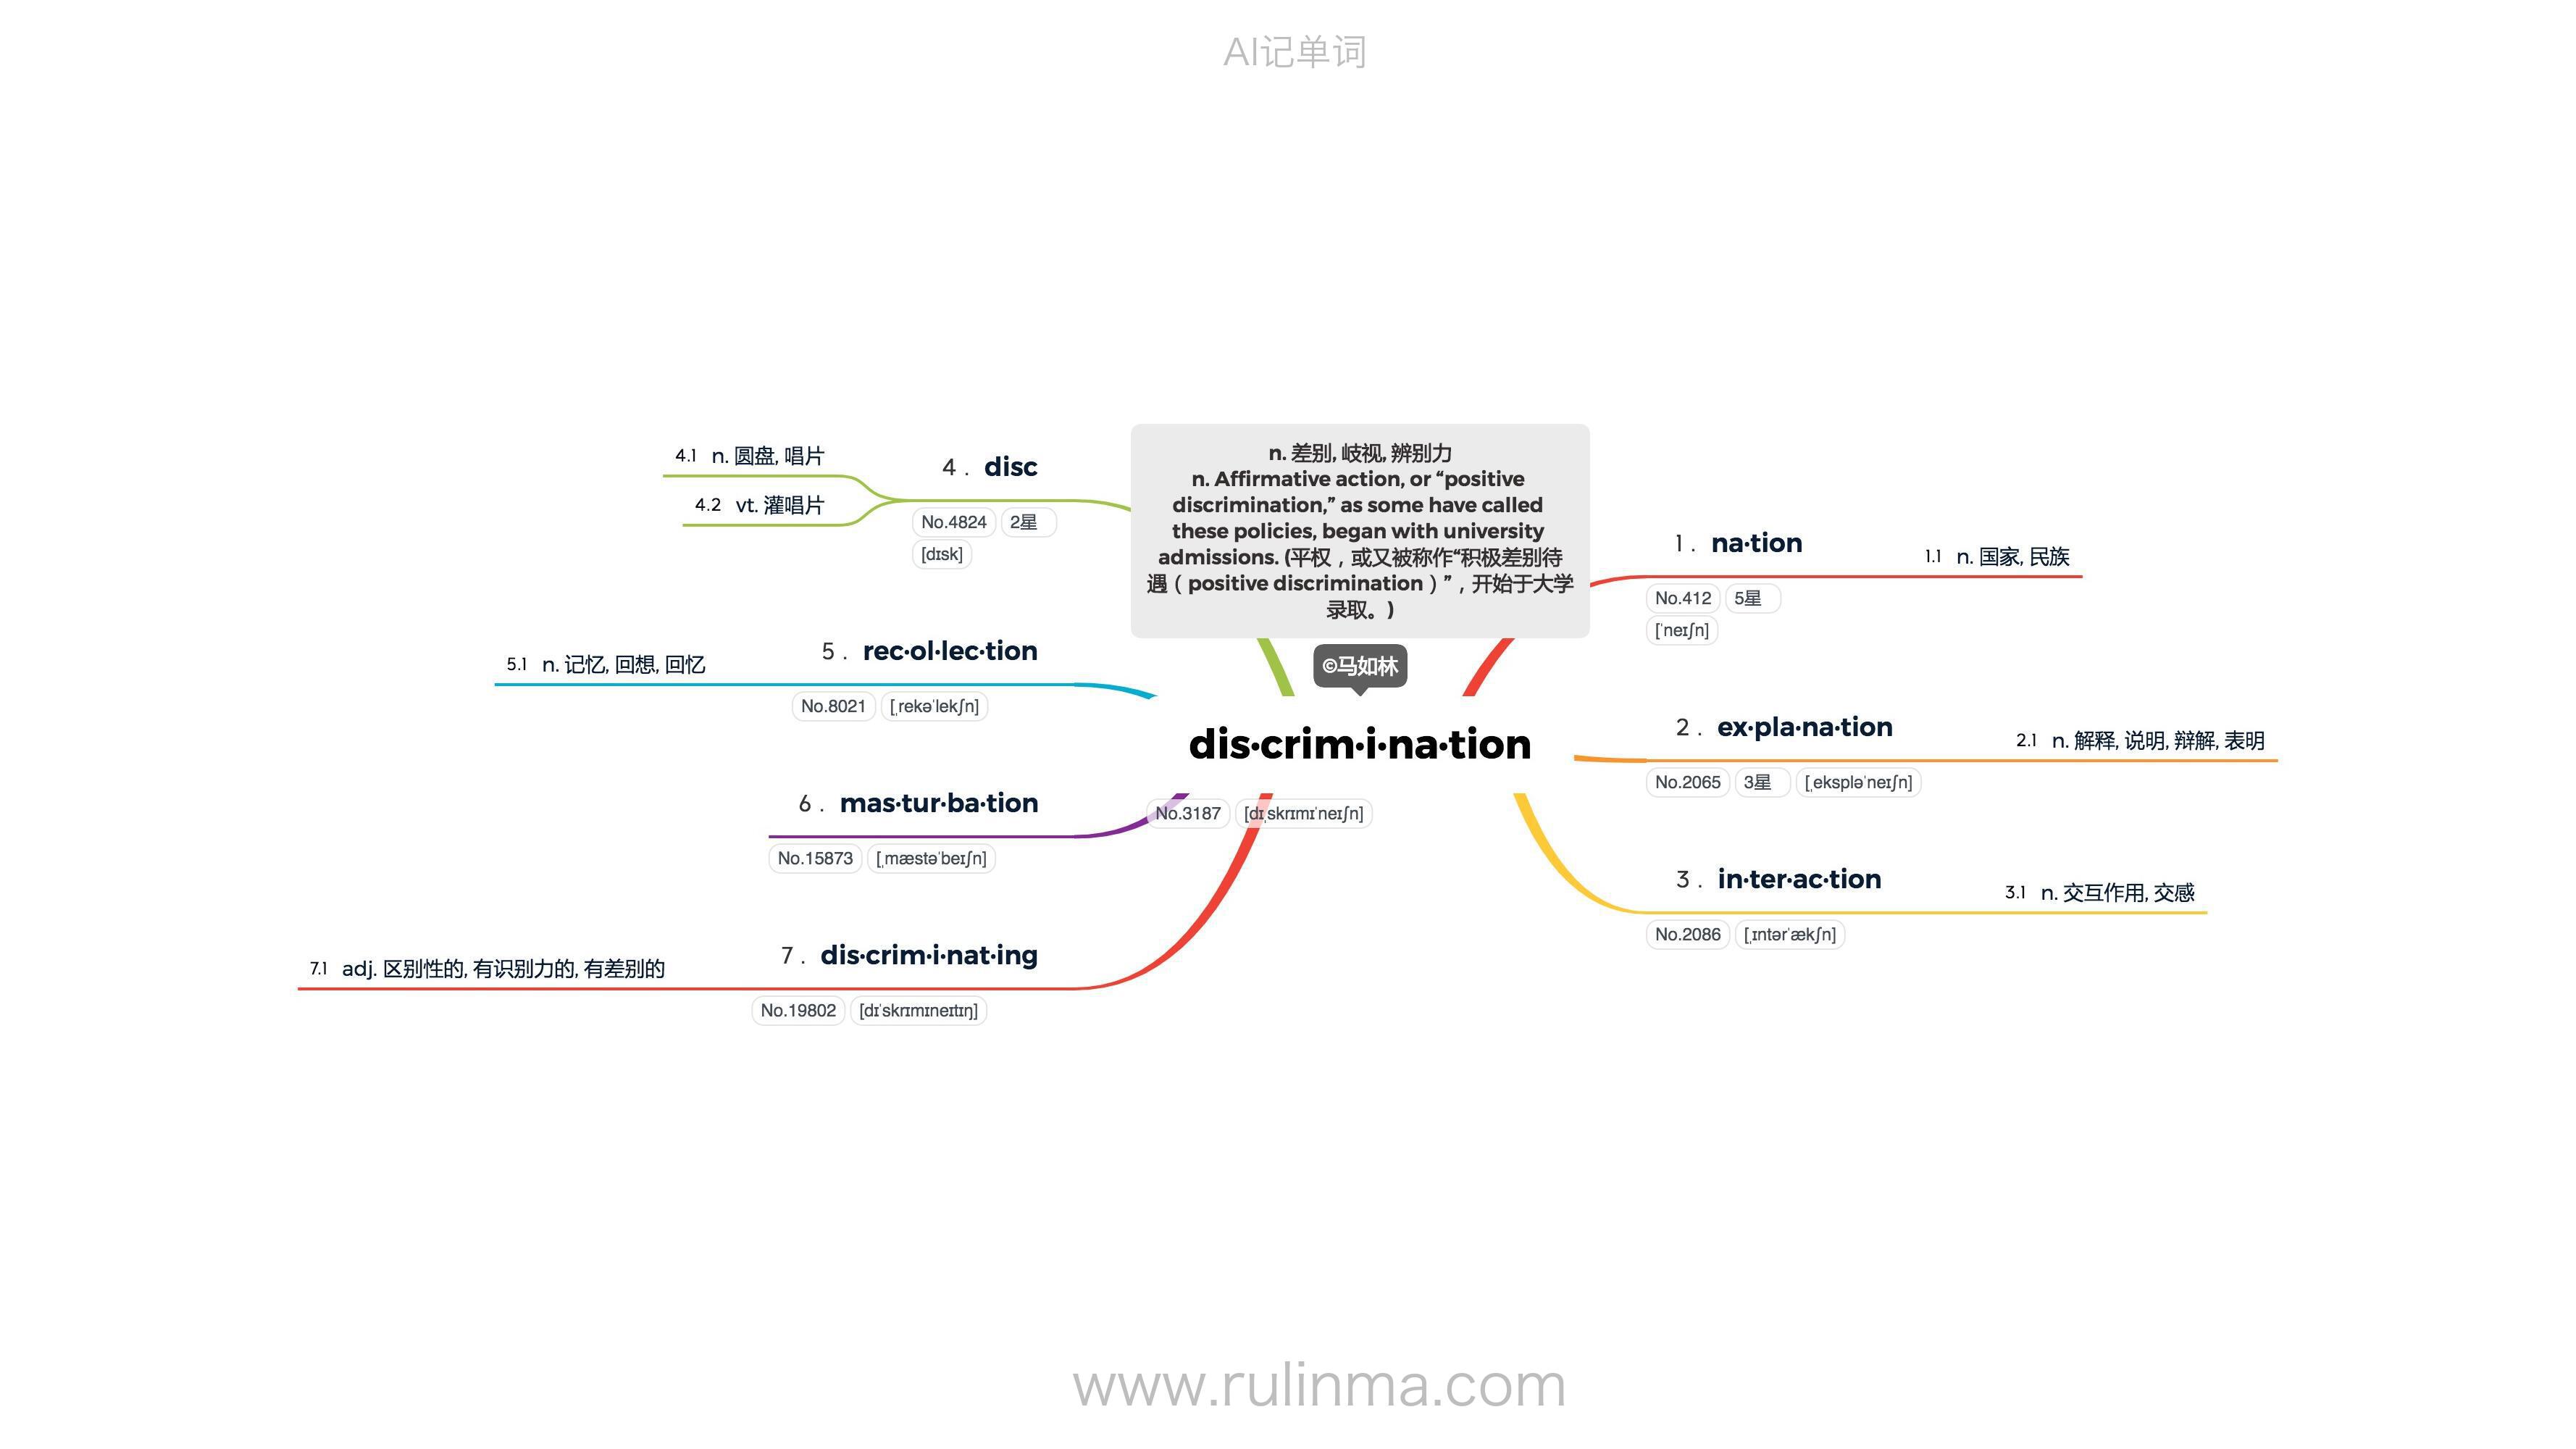 AI记单词
n. 差别, 岐视, 辨别力
n. Affirmative action, or “positive
discrimination,” as some have called
these policies, began with university
admissions. (平权，或又被称作“积极差别待
遇（positive discrimination）”，开始于大学
录取。)
©马如林
dis·crim·i·na·tion
No.3187 [dɪˌskrɪmɪˈneɪʃn]
1 . na·tion
No.412 5星
[ˈneɪʃn]
1.1 n. 国家, 民族
2 . ex·pla·na·tion
No.2065 3星 [ˌekspləˈneɪʃn]
2.1 n. 解释, 说明, 辩解, 表明
3 . in·ter·ac·tion
No.2086 [ˌɪntərˈækʃn]
3.1 n. 交互作用, 交感
4 . disc
No.4824 2星
[dɪsk]
4.1 n. 圆盘, 唱片
4.2 vt. 灌唱片
5 . rec·ol·lec·tion
No.8021 [ˌrekəˈlekʃn]
5.1 n. 记忆, 回想, 回忆
6 . mas·tur·ba·tion
No.15873 [ˌmæstəˈbeɪʃn]
7 . dis·crim·i·nat·ing
No.19802 [dɪˈskrɪmɪneɪtɪŋ]
7.1 adj. 区别性的, 有识别力的, 有差别的
www.rulinma.com